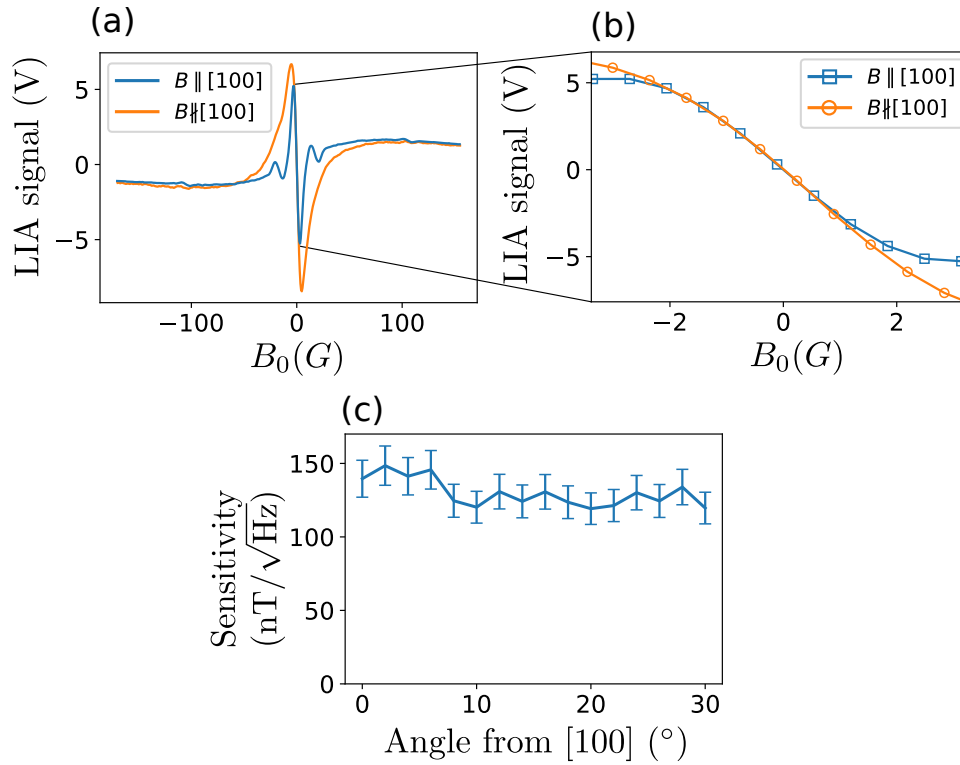 (a)
LIA signal (V)
5
0
−5
B ∥ [100]
B∦[100]
−100
0
100
B₀(G)
(b)
LIA signal (V)
5
0
−5
B ∥ [100]
B∦[100]
−2
0
2
B₀(G)
(c)
Sensitivity
(nT/√Hz)
150
100
50
0
0
10
20
30
Angle from [100] (°)